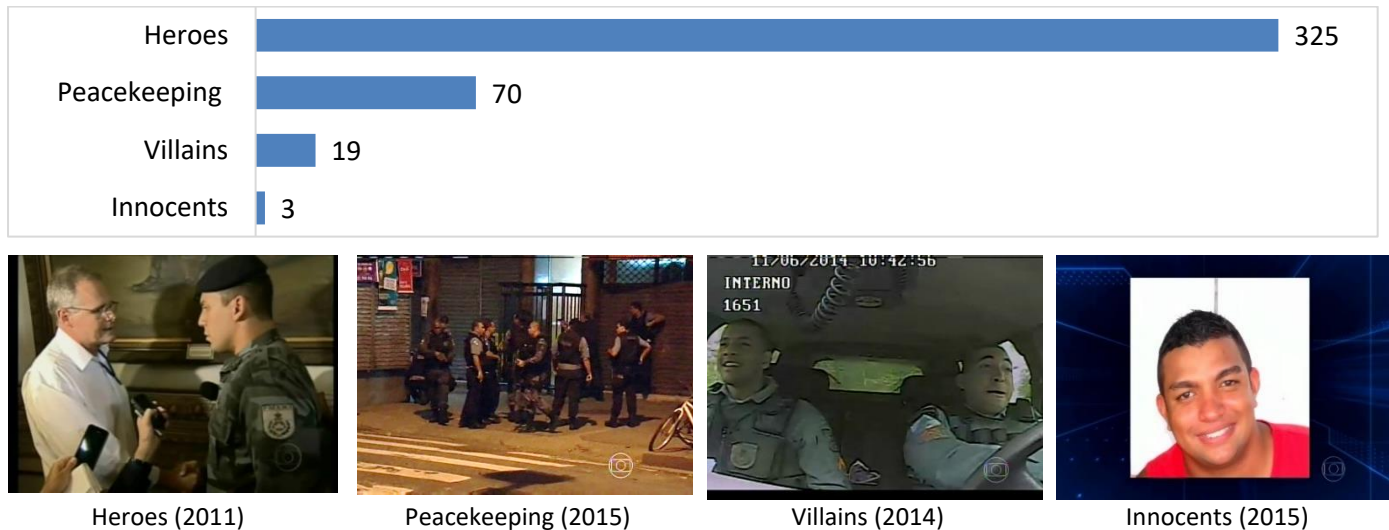 Heroes 325
Peacekeeping 70
Villains 19
Innocents 3
11/06/2014 10:42:56
INTERNO
1651
Heroes (2011)
Peacekeeping (2015)
Villains (2014)
Innocents (2015)